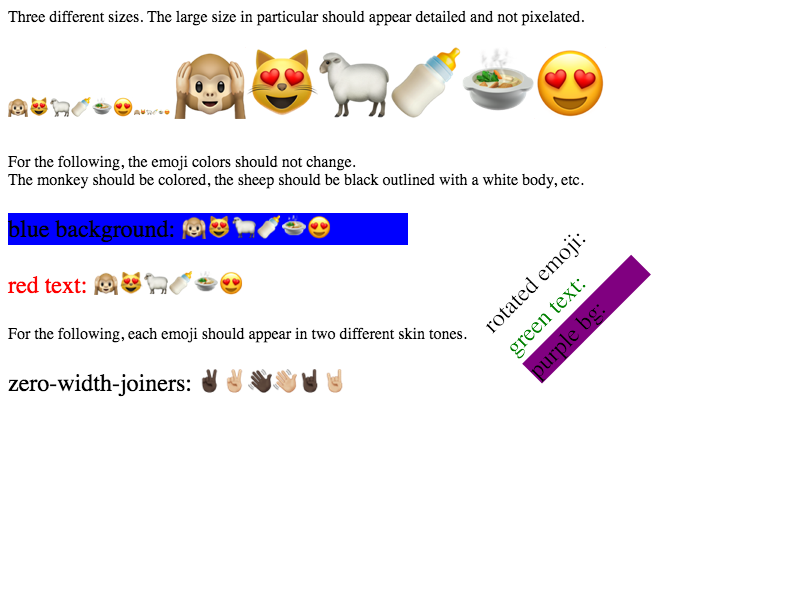 Three different sizes. The large size in particular should appear detailed and not pixelated.
🙉😻🐑🍼🍲😍🙉😻🐑🍼🍲😍🙉😻🐑🍼🍲😍
For the following, the emoji colors should not change.
The monkey should be colored, the sheep should be black outlined with a white body, etc.
blue background: 🙉😻🐑🍼🍲😍
red text: 🙉😻🐑🍼🍲😍
rotated emoji:
green text:
purple bg:
For the following, each emoji should appear in two different skin tones.
zero-width-joiners: ✌🏿✌🏼👋🏿👋🏼🤘🏿🤘🏼